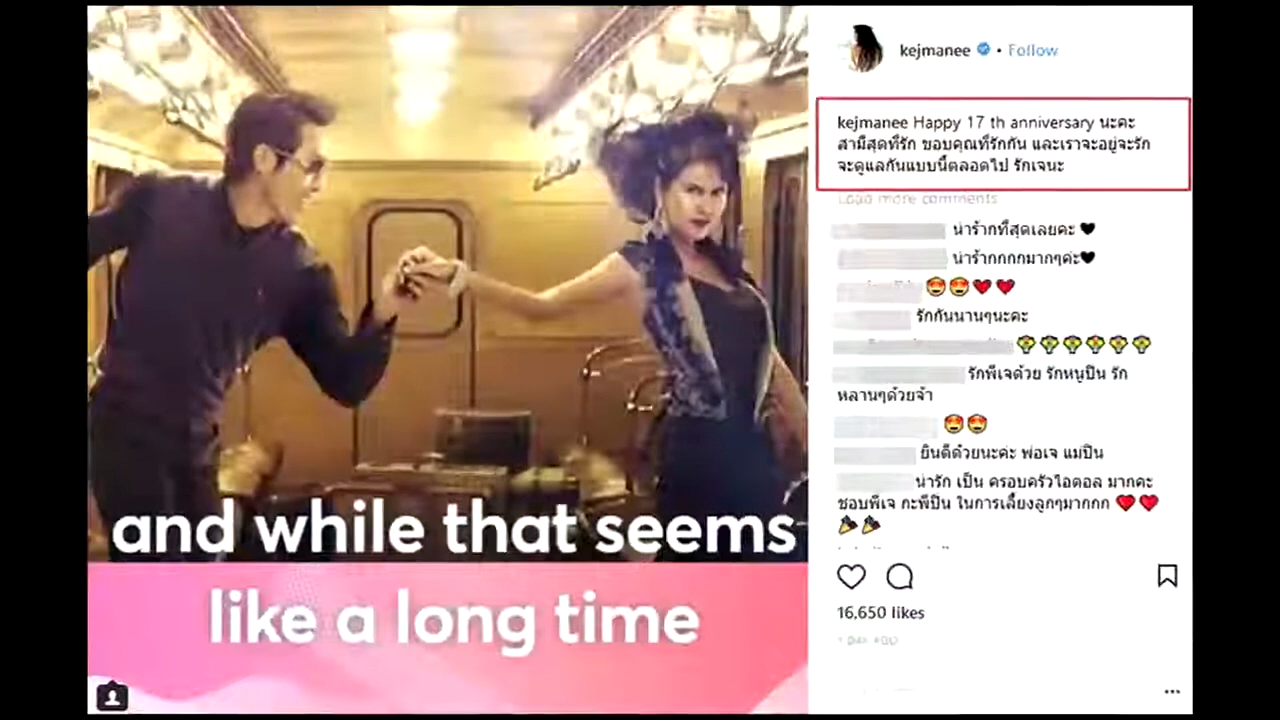 and while that seems
like a long time
kejmanee • Follow
kejmanee Happy 17 th anniversary นะคะ
สามีสุดที่รัก ขอบคุณที่รักกัน และเราจะอยู่จะรัก
จะดูแลกันแบบนี้ตลอดไป รักเจนะ
Load more comments
น่าร้ากที่สุดเลยคะ 🖤
น่าร้ากกกกมากๆค่ะ🖤
😍😍❤️❤️
รักกันนานๆนะคะ
💐💐💐💐💐💐
รักพี่เจด้วย รักหนูปิ่น รัก
หลานๆด้วยจ้า
😍😍
ยินดีด๋วยนะค่ะ พ่อเจ แม่ปิ่น
น่ารัก เป็น ครอบครัวไอดอล มากคะ
ชอบพี่เจ กะพี่ปิ่น ในการเลี้ยงลูกๆมากกก ❤️❤️
🎉🎉
16,650 likes
1 DAY AGO